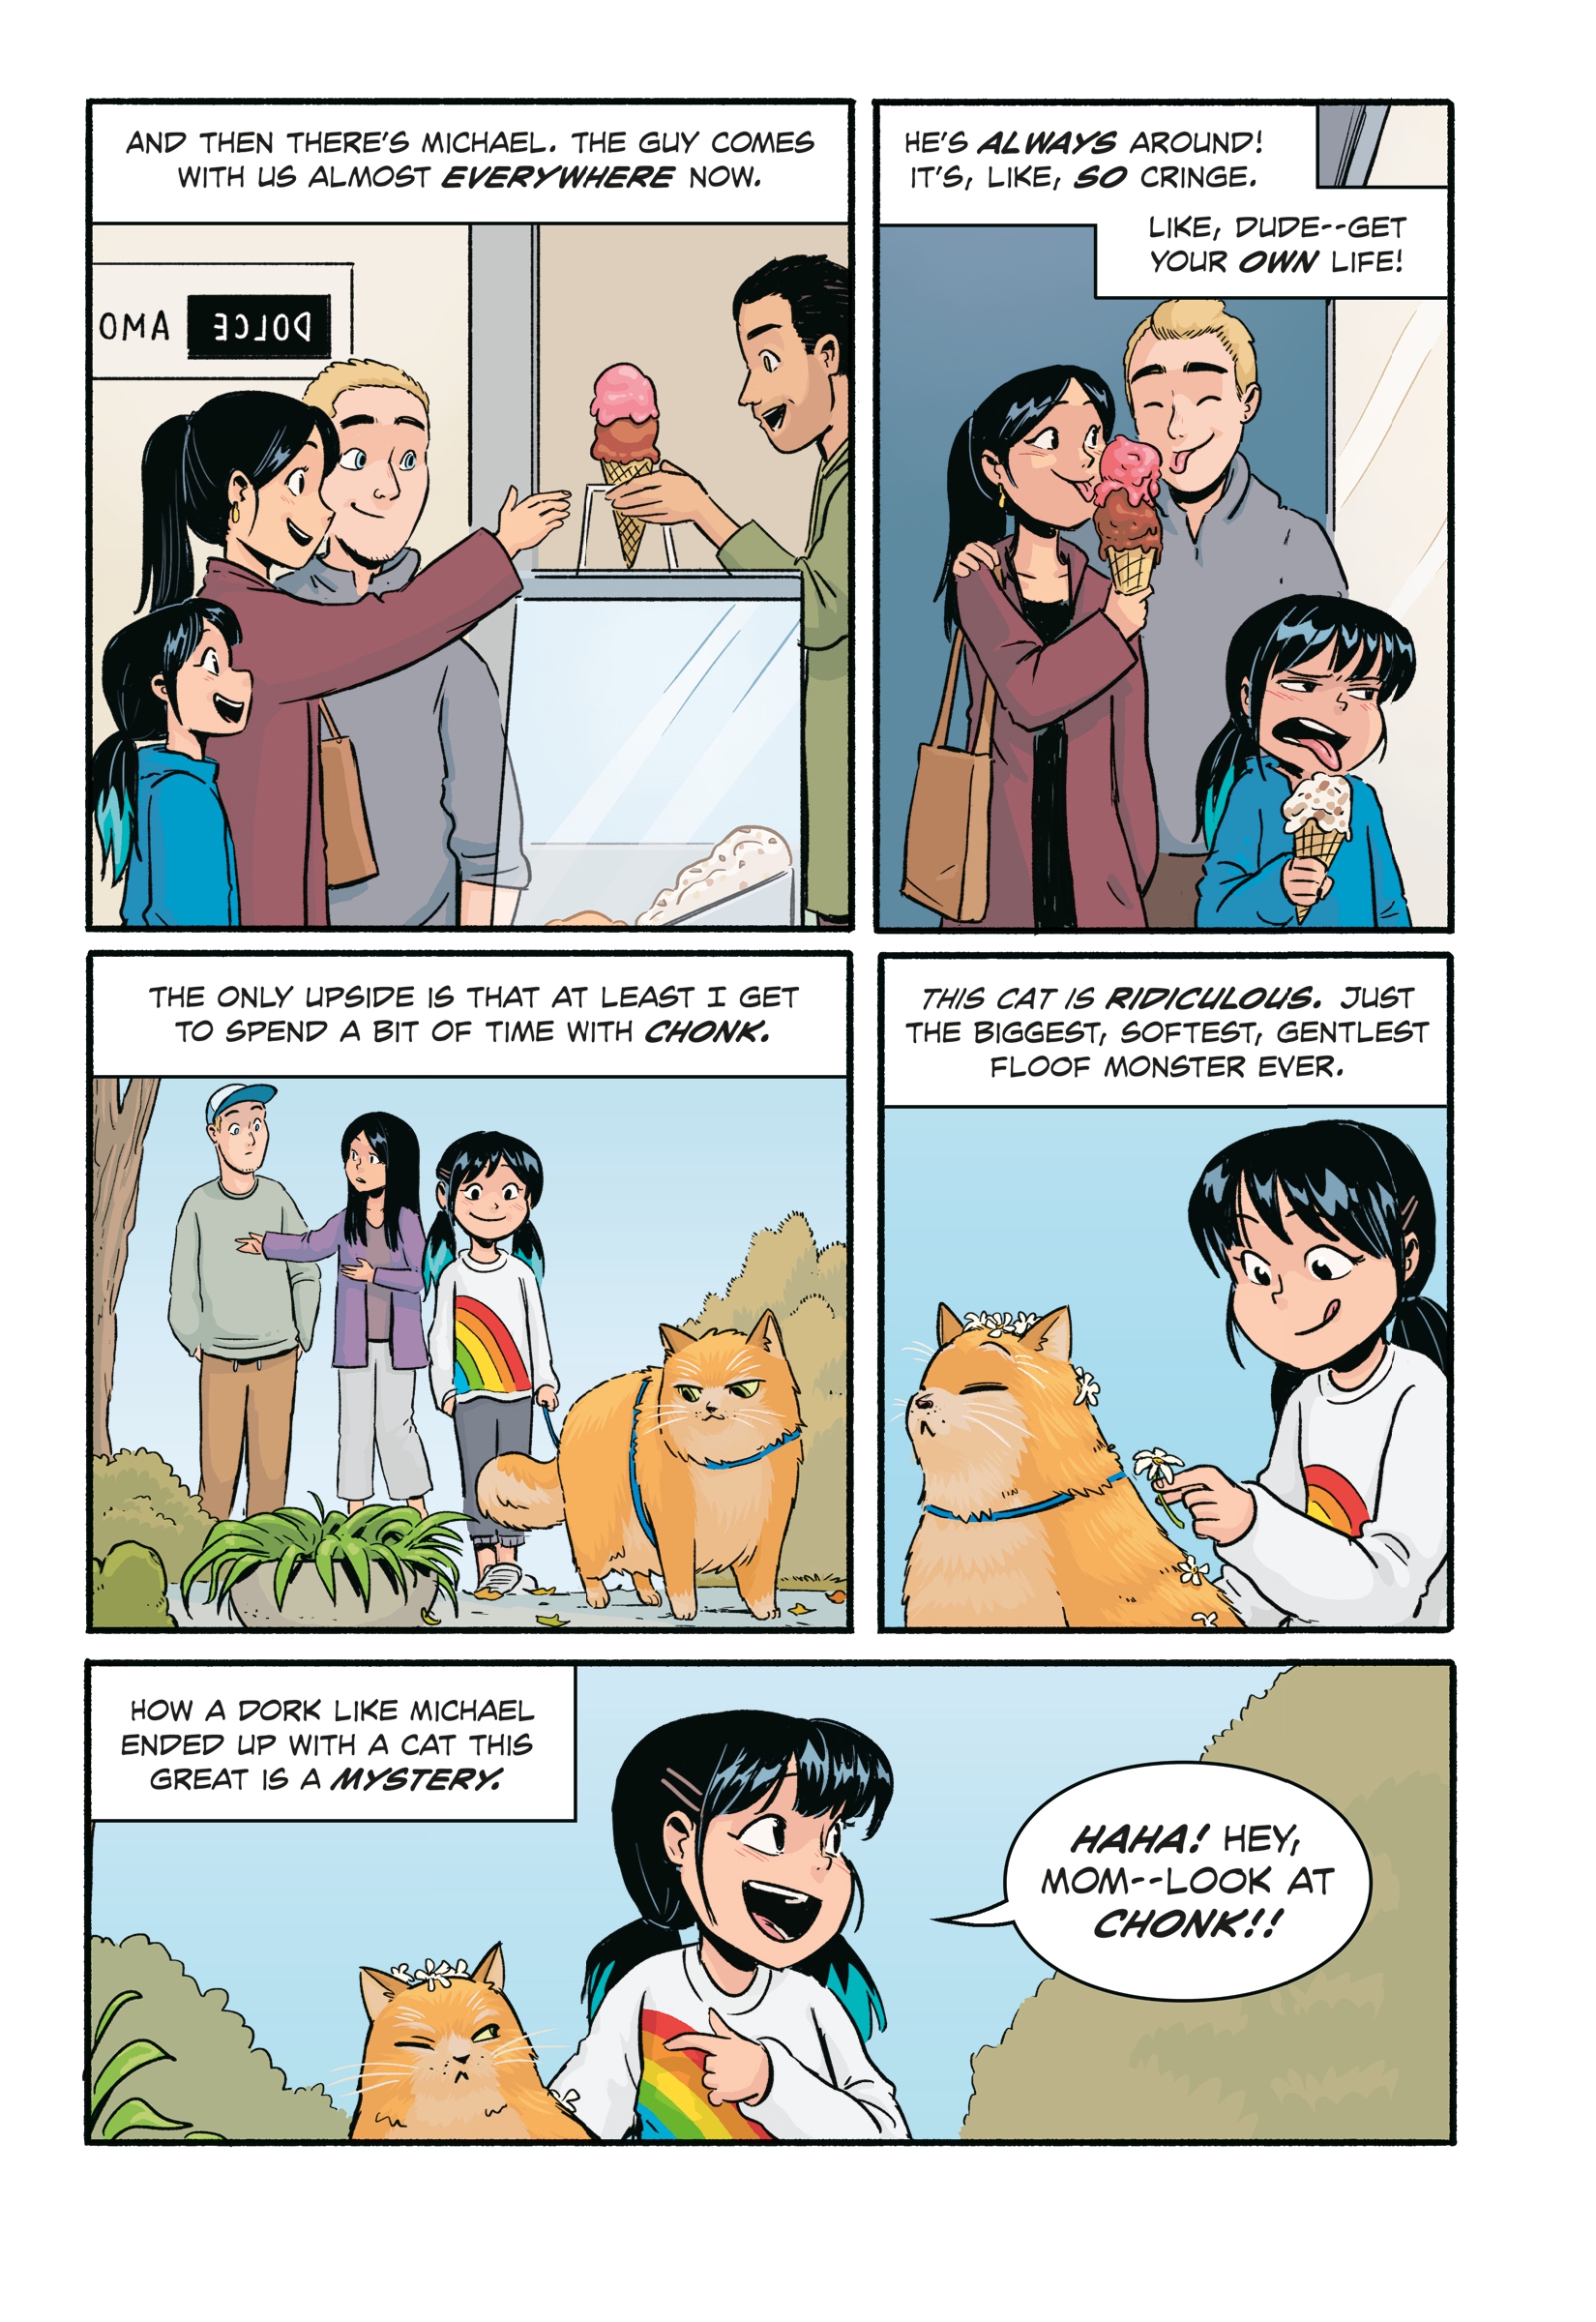 AND THEN THERE'S MICHAEL. THE GUY COMES
WITH US ALMOST EVERYWHERE NOW.
OMA DOLCE
HE'S ALWAYS AROUND!
IT'S, LIKE, SO CRINGE.
LIKE, DUDE--GET
YOUR OWN LIFE!
THE ONLY UPSIDE IS THAT AT LEAST I GET
TO SPEND A BIT OF TIME WITH CHONK.
THIS CAT IS RIDICULOUS. JUST
THE BIGGEST, SOFTEST, GENTLEST
FLOOF MONSTER EVER.
HOW A DORK LIKE MICHAEL
ENDED UP WITH A CAT THIS
GREAT IS A MYSTERY.
HAHA! HEY,
MOM--LOOK AT
CHONK!!